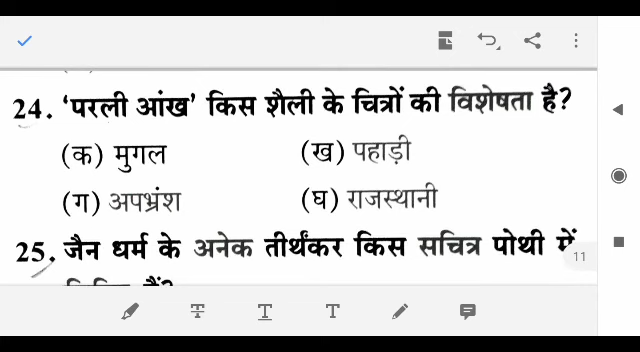 24. ‘परली आंख’ किस शैली के चित्रों की विशेषता है?
(क) मुगल (ख) पहाड़ी
(ग) अपभ्रंश (घ) राजस्थानी
25. जैन धर्म के अनेक तीर्थंकर किस सचित्र पोथी में
11
T T